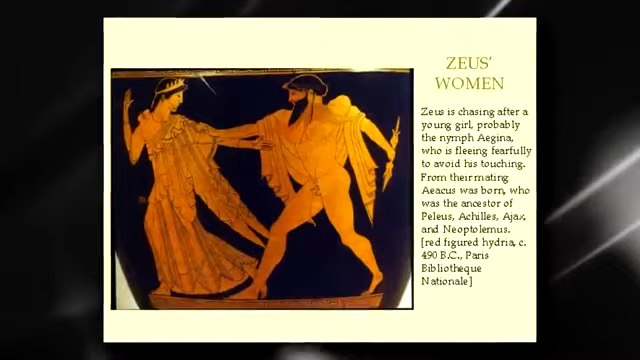 ZEUS'
WOMEN
Zeus is chasing after a
young girl, probably
the nymph Aegina,
who is fleeing fearfully
to avoid his touching.
From their mating
Aeacus was born, who
was the ancestor of
Peleus, Achilles, Ajax,
and Neoptolemus.
[red figured hydria, c.
490 B.C., Paris
Bibliotheque
Nationale]